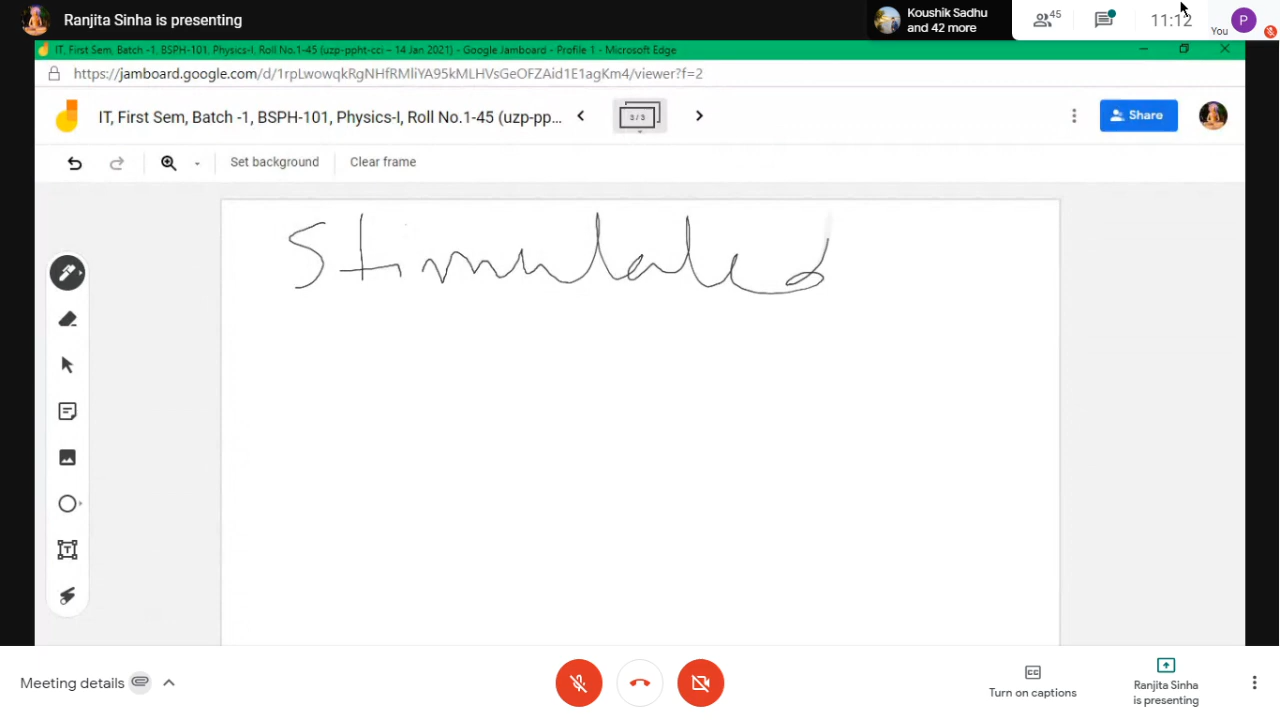 Ranjita Sinha is presenting
Koushik Sadhu
and 42 more
45
11:12
You
P
IT, First Sem, Batch -1, BSPH-101, Physics-I, Roll No.1-45 (uzp-ppht-cci – 14 Jan 2021) - Google Jamboard - Profile 1 - Microsoft Edge
https://jamboard.google.com/d/1rpLwowqkRgNHfRMliYA95kMLHVsGeOFZAid1E1agKm4/viewer?f=2
IT, First Sem, Batch -1, BSPH-101, Physics-I, Roll No.1-45 (uzp-pp...
3 / 3
Share
Set background
Clear frame
Stimulated
Meeting details
Turn on captions
Ranjita Sinha
is presenting